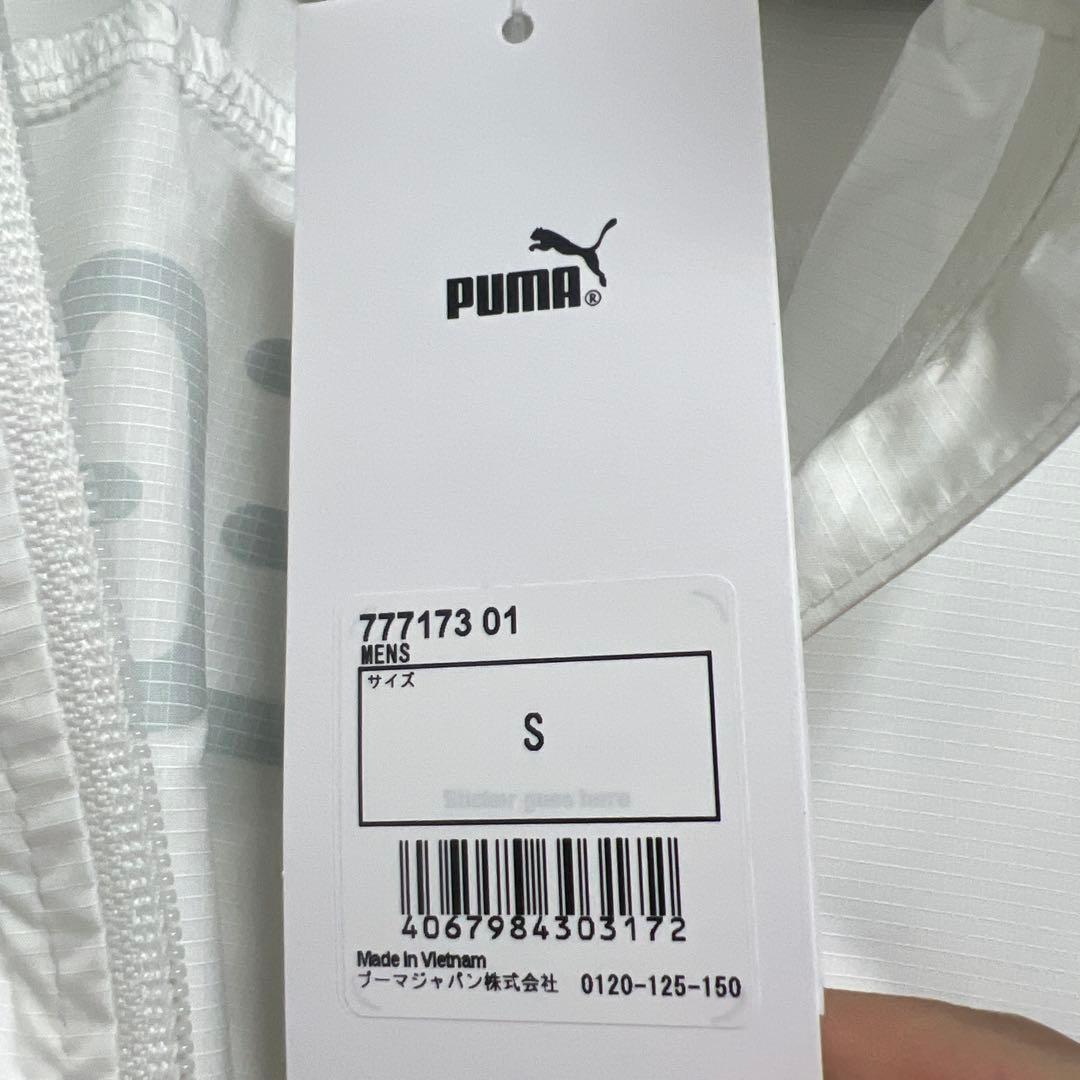 PUMA®
777173 01
MENS
サイズ
S
Sticker goes here
4067984303172
Made in Vietnam
プーマジャパン株式会社 0120-125-150